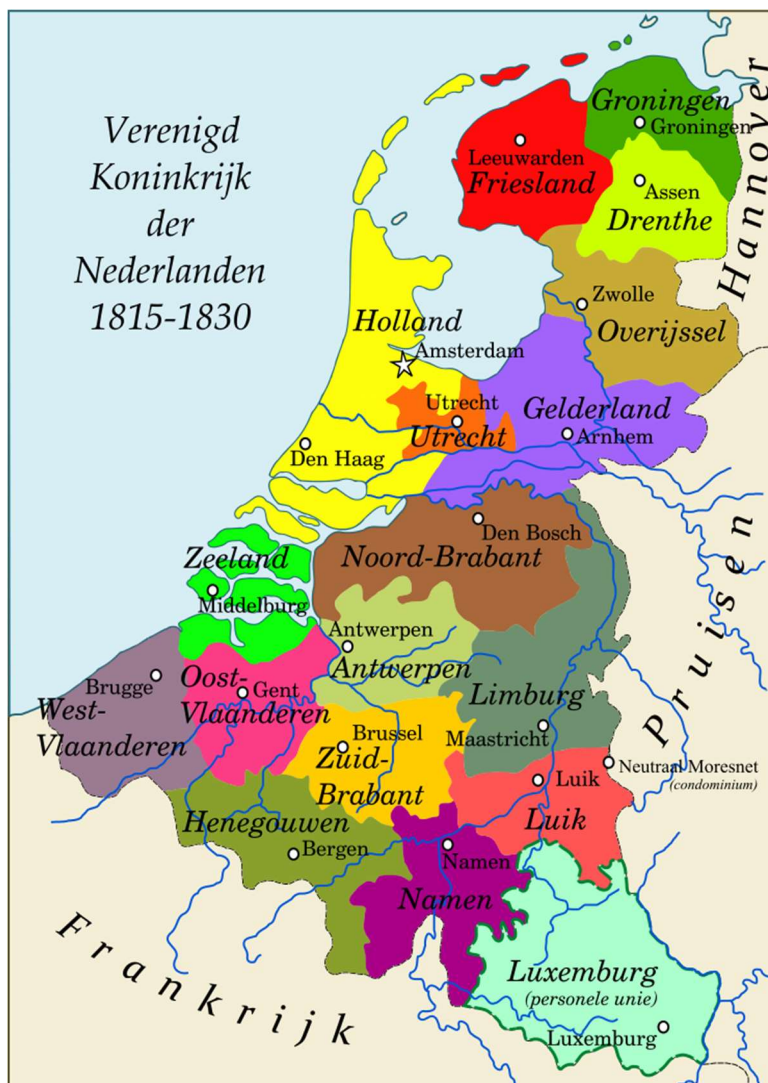 Verenigd
Koninkrijk
der
Nederlanden
1815-1830
Groningen
Groningen
Leeuwarden
Friesland
Assen
Drenthe
Hannover
Zwolle
Overijssel
Holland
Amsterdam
Utrecht
Utrecht
Gelderland
Arnhem
Den Haag
Den Bosch
Noord-Brabant
Zeeland
Middelburg
Pruisen
Antwerpen
Antwerpen
Brugge
West-
Vlaanderen
Oost-
Vlaanderen
Gent
Limburg
Maastricht
Brussel
Zuid-
Brabant
Neutraal Moresnet
(condominium)
Luik
Luik
Henegouwen
Bergen
Namen
Namen
Frankrijk
Luxemburg
(personele unie)
Luxemburg